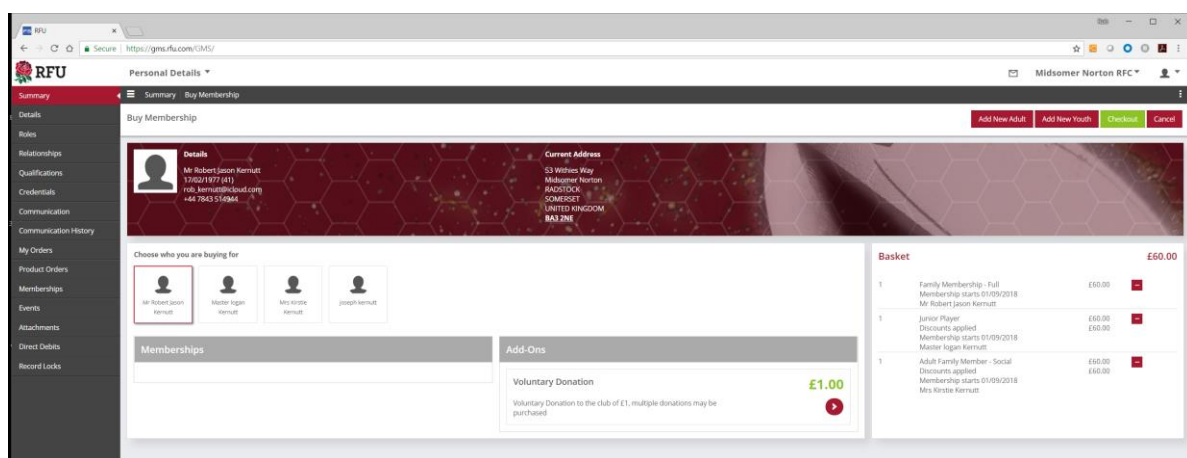 RFU
Secure https://gms.rfu.com/GMS/
RFU
Personal Details
Midsomer Norton RFC
Summary
Details
Roles
Relationships
Qualifications
Credentials
Communication
Communication History
My Orders
Product Orders
Memberships
Events
Attachments
Direct Debits
Record Locks
Summary Buy Membership
Buy Membership
Add New Adult
Add New Youth
Checkout
Cancel
Details
Mr Robert Jason Kernutt
17/02/1977 (41)
rob_kernutt@icloud.com
+44 7843 514944
Current Address
53 Withies Way
Midsomer Norton
RADSTOCK
SOMERSET
UNITED KINGDOM
BA3 2NE
Choose who you are buying for
Mr Robert Jason
Kernutt
Master logan
Kernutt
Mrs Kirstie
Kernutt
joseph kernutt
Memberships
Add-Ons
Voluntary Donation
£1.00
Voluntary Donation to the club of £1, multiple donations may be
purchased
Basket £60.00
1 Family Membership - Full £60.00
Membership starts 01/09/2018
Mr Robert Jason Kernutt
1 Junior Player £60.00
Discounts applied £60.00
Membership starts 01/09/2018
Master logan Kernutt
1 Adult Family Member - Social £60.00
Discounts applied £60.00
Membership starts 01/09/2018
Mrs Kirstie Kernutt